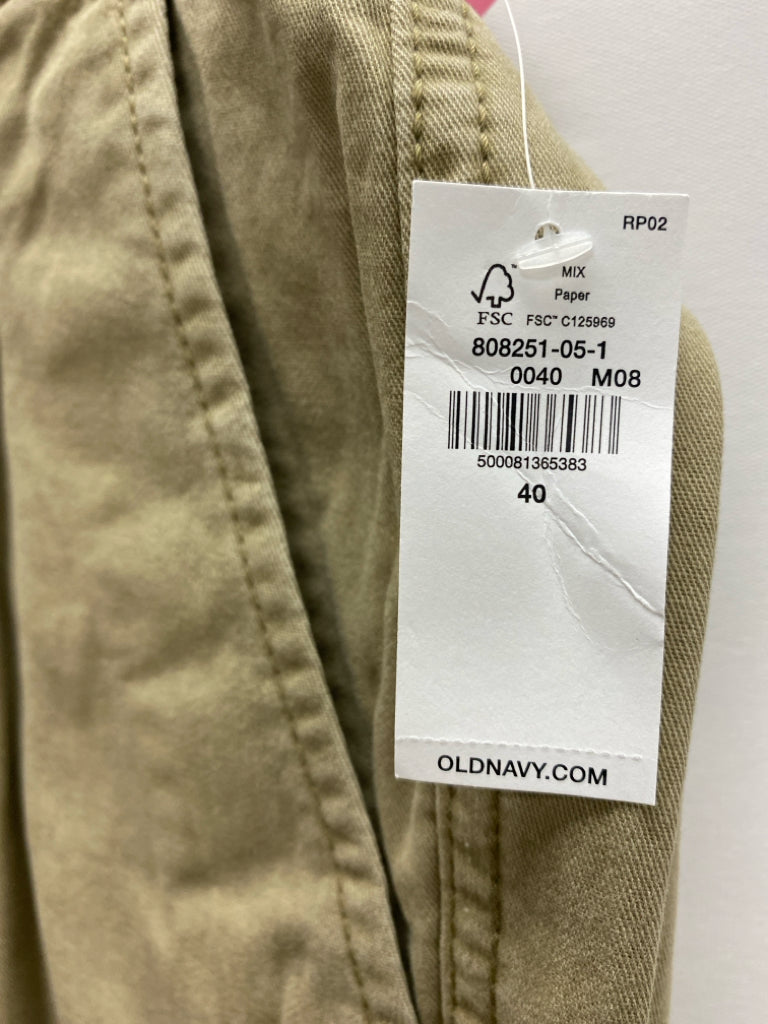 RP02
MIX
Paper
FSC FSC™ C125969
808251-05-1
0040 M08
500081365383
40
OLDNAVY.COM